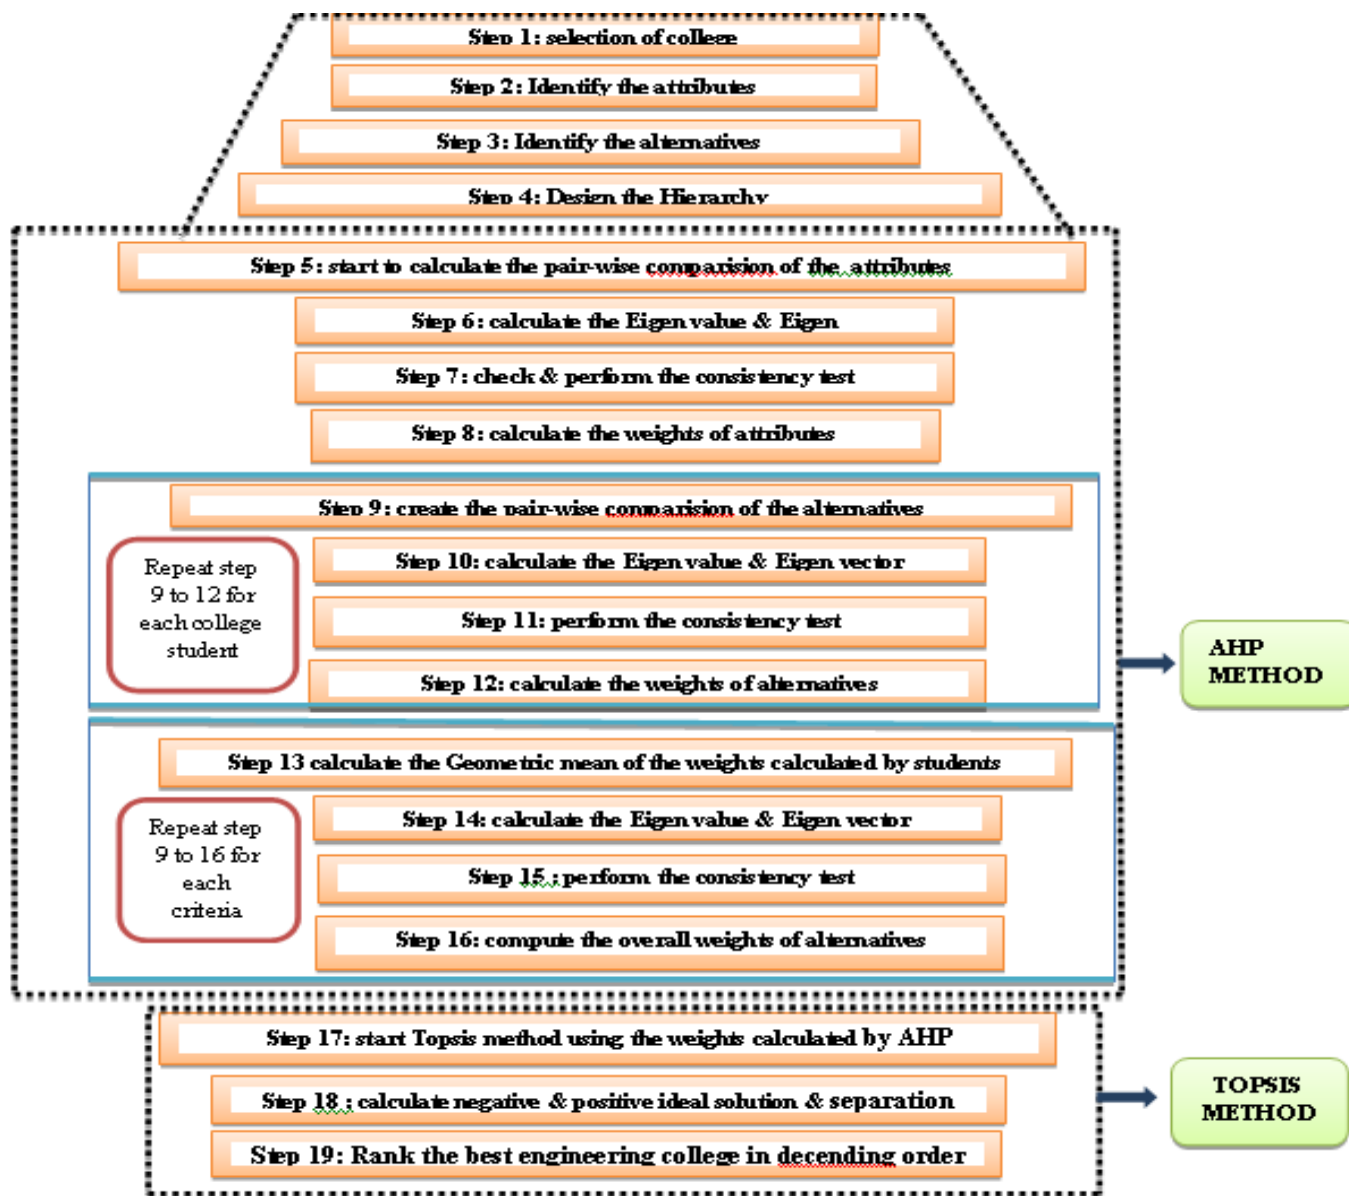 Step 1: selection of college
Step 2: Identify the attributes
Step 3: Identify the alternatives
Step 4: Design the Hierarchy
Step 5: start to calculate the pair-wise comparision of the attributes
Step 6: calculate the Eigen value & Eigen
Step 7: check & perform the consistency test
Step 8: calculate the weights of attributes
Step 9: create the pair-wise comparision of the alternatives
Repeat step
9 to 12 for
each college
student
Step 10: calculate the Eigen value & Eigen vector
Step 11: perform the consistency test
Step 12: calculate the weights of alternatives
AHP
METHOD
Step 13 calculate the Geometric mean of the weights calculated by students
Repeat step
9 to 16 for
each
criteria
Step 14: calculate the Eigen value & Eigen vector
Step 15 : perform the consistency test
Step 16: compute the overall weights of alternatives
Step 17: start Topsis method using the weights calculated by AHP
Step 18 : calculate negative & positive ideal solution & separation
Step 19: Rank the best engineering college in decending order
TOPSIS
METHOD